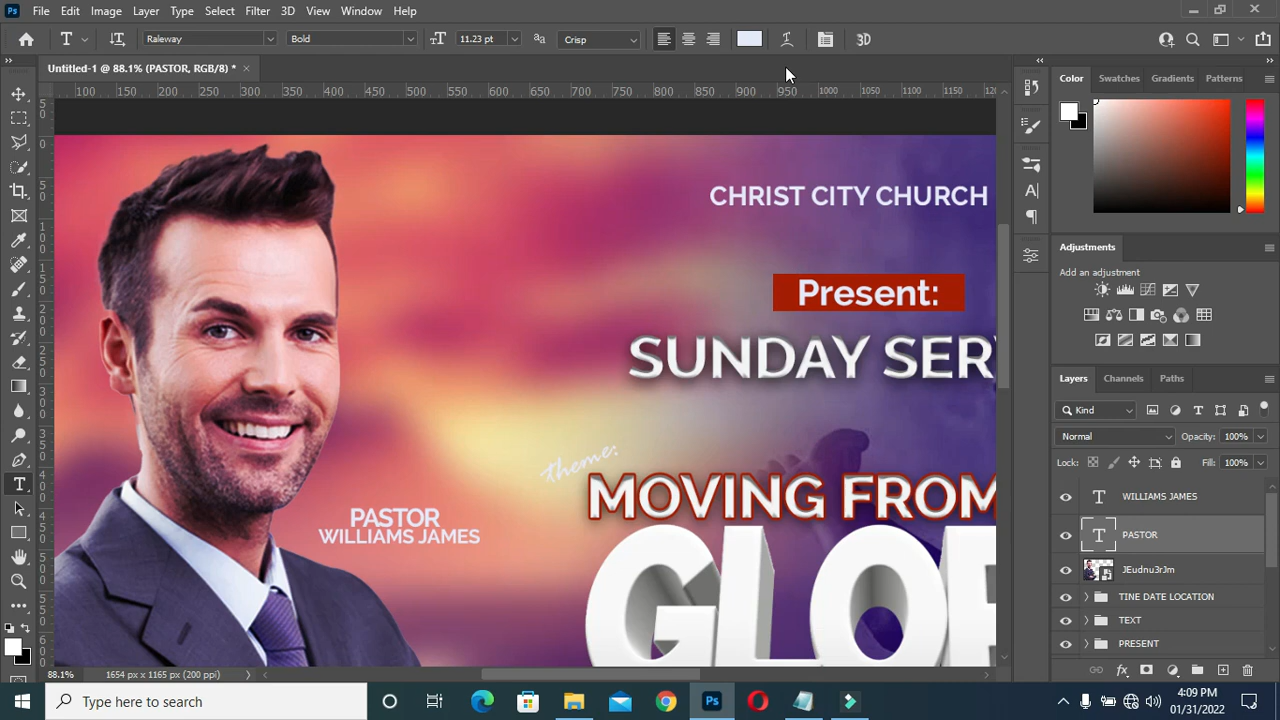 Ps File Edit Image Layer Type Select Filter 3D View Window Help
T Raleway Bold 11.23 pt Crisp 3D
Untitled-1 @ 88.1% (PASTOR, RGB/8) * ×
100 150 200 250 300 350 400 450 500 550 600 650 700 750 800 850 900 950 1000 1050 1100 1150
Color Swatches Gradients Patterns
CHRIST CITY CHURCH
Present:
SUNDAY SER
theme:
MOVING FROM
GLOR
PASTOR
WILLIAMS JAMES
Adjustments
Add an adjustment
Layers Channels Paths
Kind
Normal Opacity: 100%
Lock: Fill: 100%
T WILLIAMS JAMES
T PASTOR
JEudnu3rJm
TINE DATE LOCATION
TEXT
PRESENT
88.1% 1654 px x 1165 px (200 ppi)
Type here to search
4:09 PM
01/31/2022